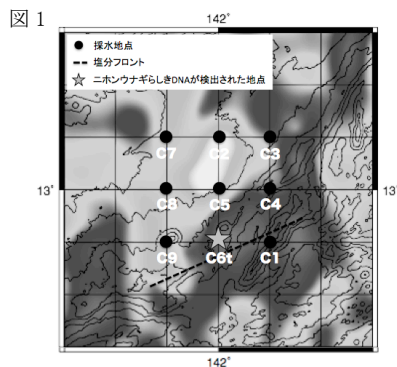 図 1
142°
採水地点
塩分フロント
ニホンウナギらしきDNAが検出された地点
C7 C2 C3
13° 13°
C8 C5 C4
C9 C6t C1
142°